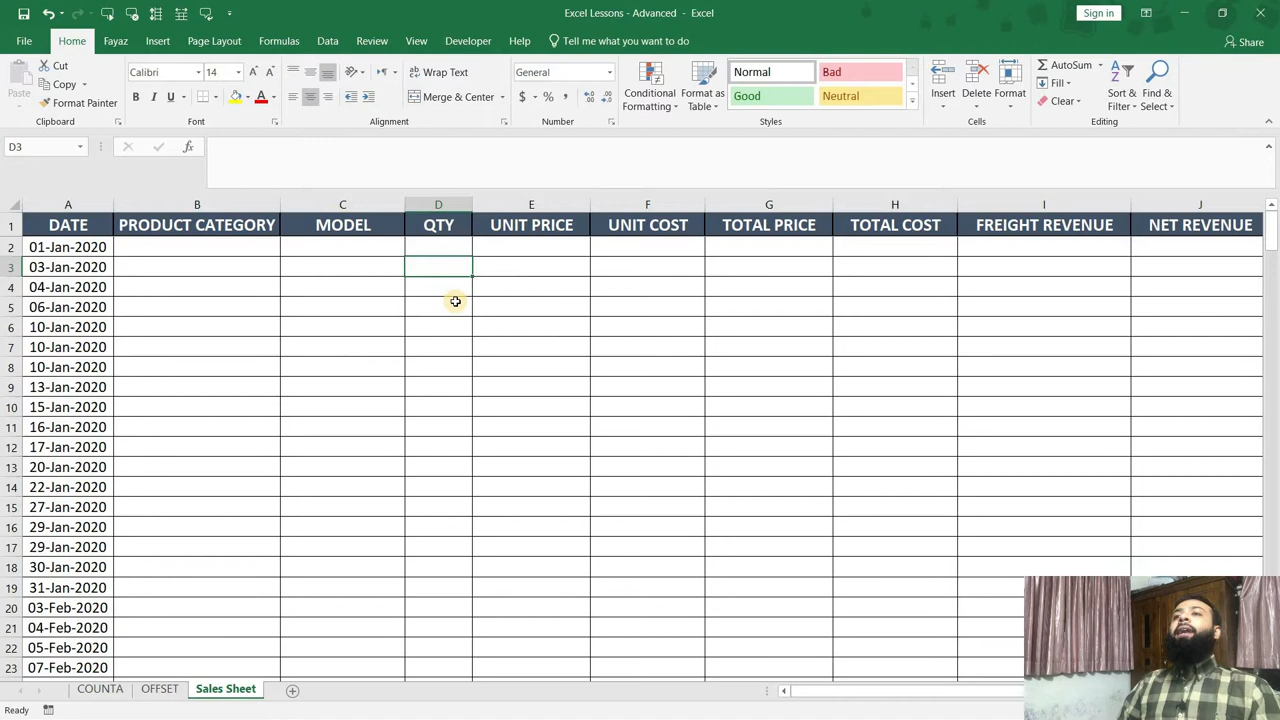 Excel Lessons - Advanced - Excel
Sign in
File Home Fayaz Insert Page Layout Formulas Data Review View Developer Help Tell me what you want to do Share
Paste
Cut
Copy
Format Painter
Clipboard
Calibri 14
B I U A
Font
Wrap Text
Merge & Center
Alignment
General
$ % ,
Number
Conditional Formatting
Format as Table
Normal Bad
Good Neutral
Styles
Insert Delete Format
Cells
AutoSum
Fill
Clear
Sort & Filter
Find & Select
Editing
D3 fx
A B C D E F G H I J
1 DATE PRODUCT CATEGORY MODEL QTY UNIT PRICE UNIT COST TOTAL PRICE TOTAL COST FREIGHT REVENUE NET REVENUE
2 01-Jan-2020
3 03-Jan-2020
4 04-Jan-2020
5 06-Jan-2020
6 10-Jan-2020
7 10-Jan-2020
8 10-Jan-2020
9 13-Jan-2020
10 15-Jan-2020
11 16-Jan-2020
12 17-Jan-2020
13 20-Jan-2020
14 22-Jan-2020
15 27-Jan-2020
16 29-Jan-2020
17 29-Jan-2020
18 30-Jan-2020
19 31-Jan-2020
20 03-Feb-2020
21 04-Feb-2020
22 05-Feb-2020
23 07-Feb-2020
COUNTA OFFSET Sales Sheet
Ready